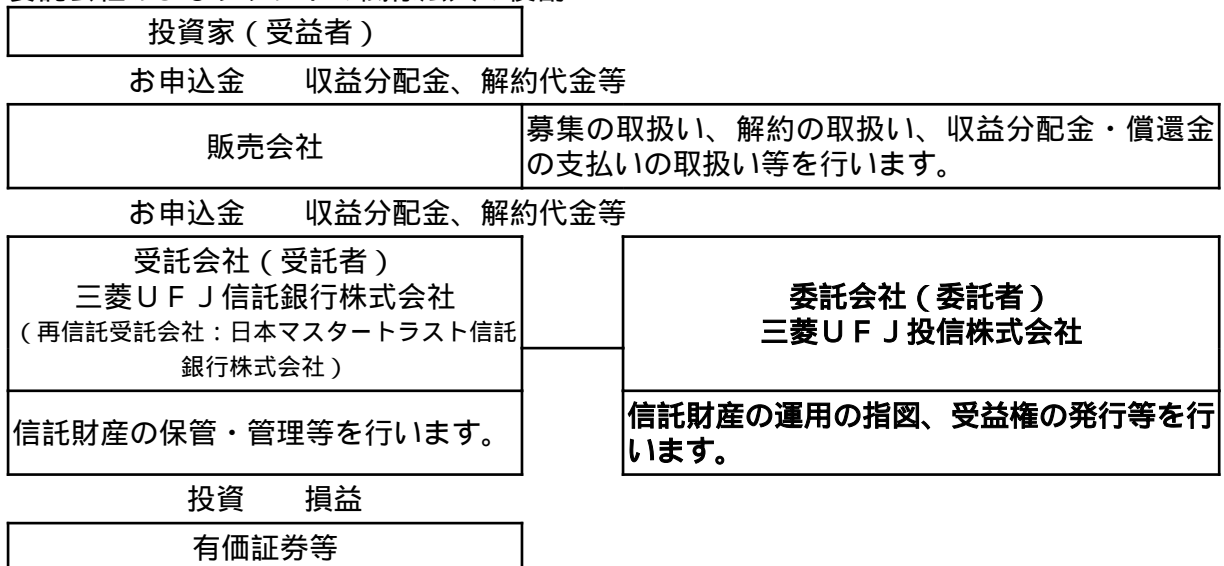 投資家（受益者）
お申込金　　収益分配金、解約代金等
販売会社
募集の取扱い、解約の取扱い、収益分配金・償還金
の支払いの取扱い等を行います。
お申込金　　収益分配金、解約代金等
受託会社（受託者）
三菱ＵＦＪ信託銀行株式会社
（再信託受託会社：日本マスタートラスト信託
銀行株式会社）
委託会社（委託者）
三菱ＵＦＪ投信株式会社
信託財産の保管・管理等を行います。
信託財産の運用の指図、受益権の発行等を行
います。
投資　　損益
有価証券等